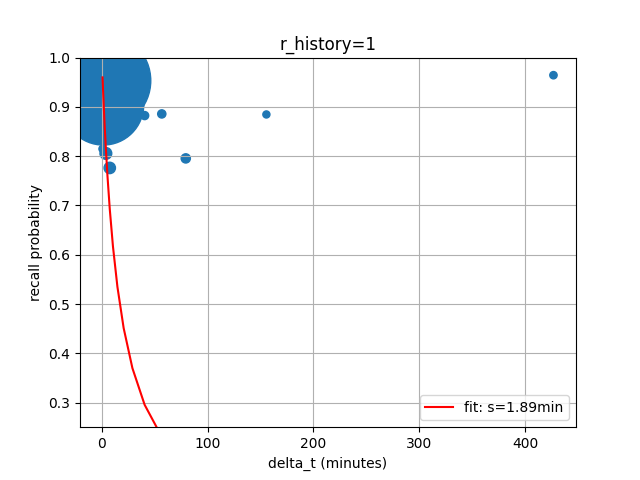 r_history=1
recall probability
1.0
0.9
0.8
0.7
0.6
0.5
0.4
0.3
fit: s=1.89min
0 100 200 300 400
delta_t (minutes)